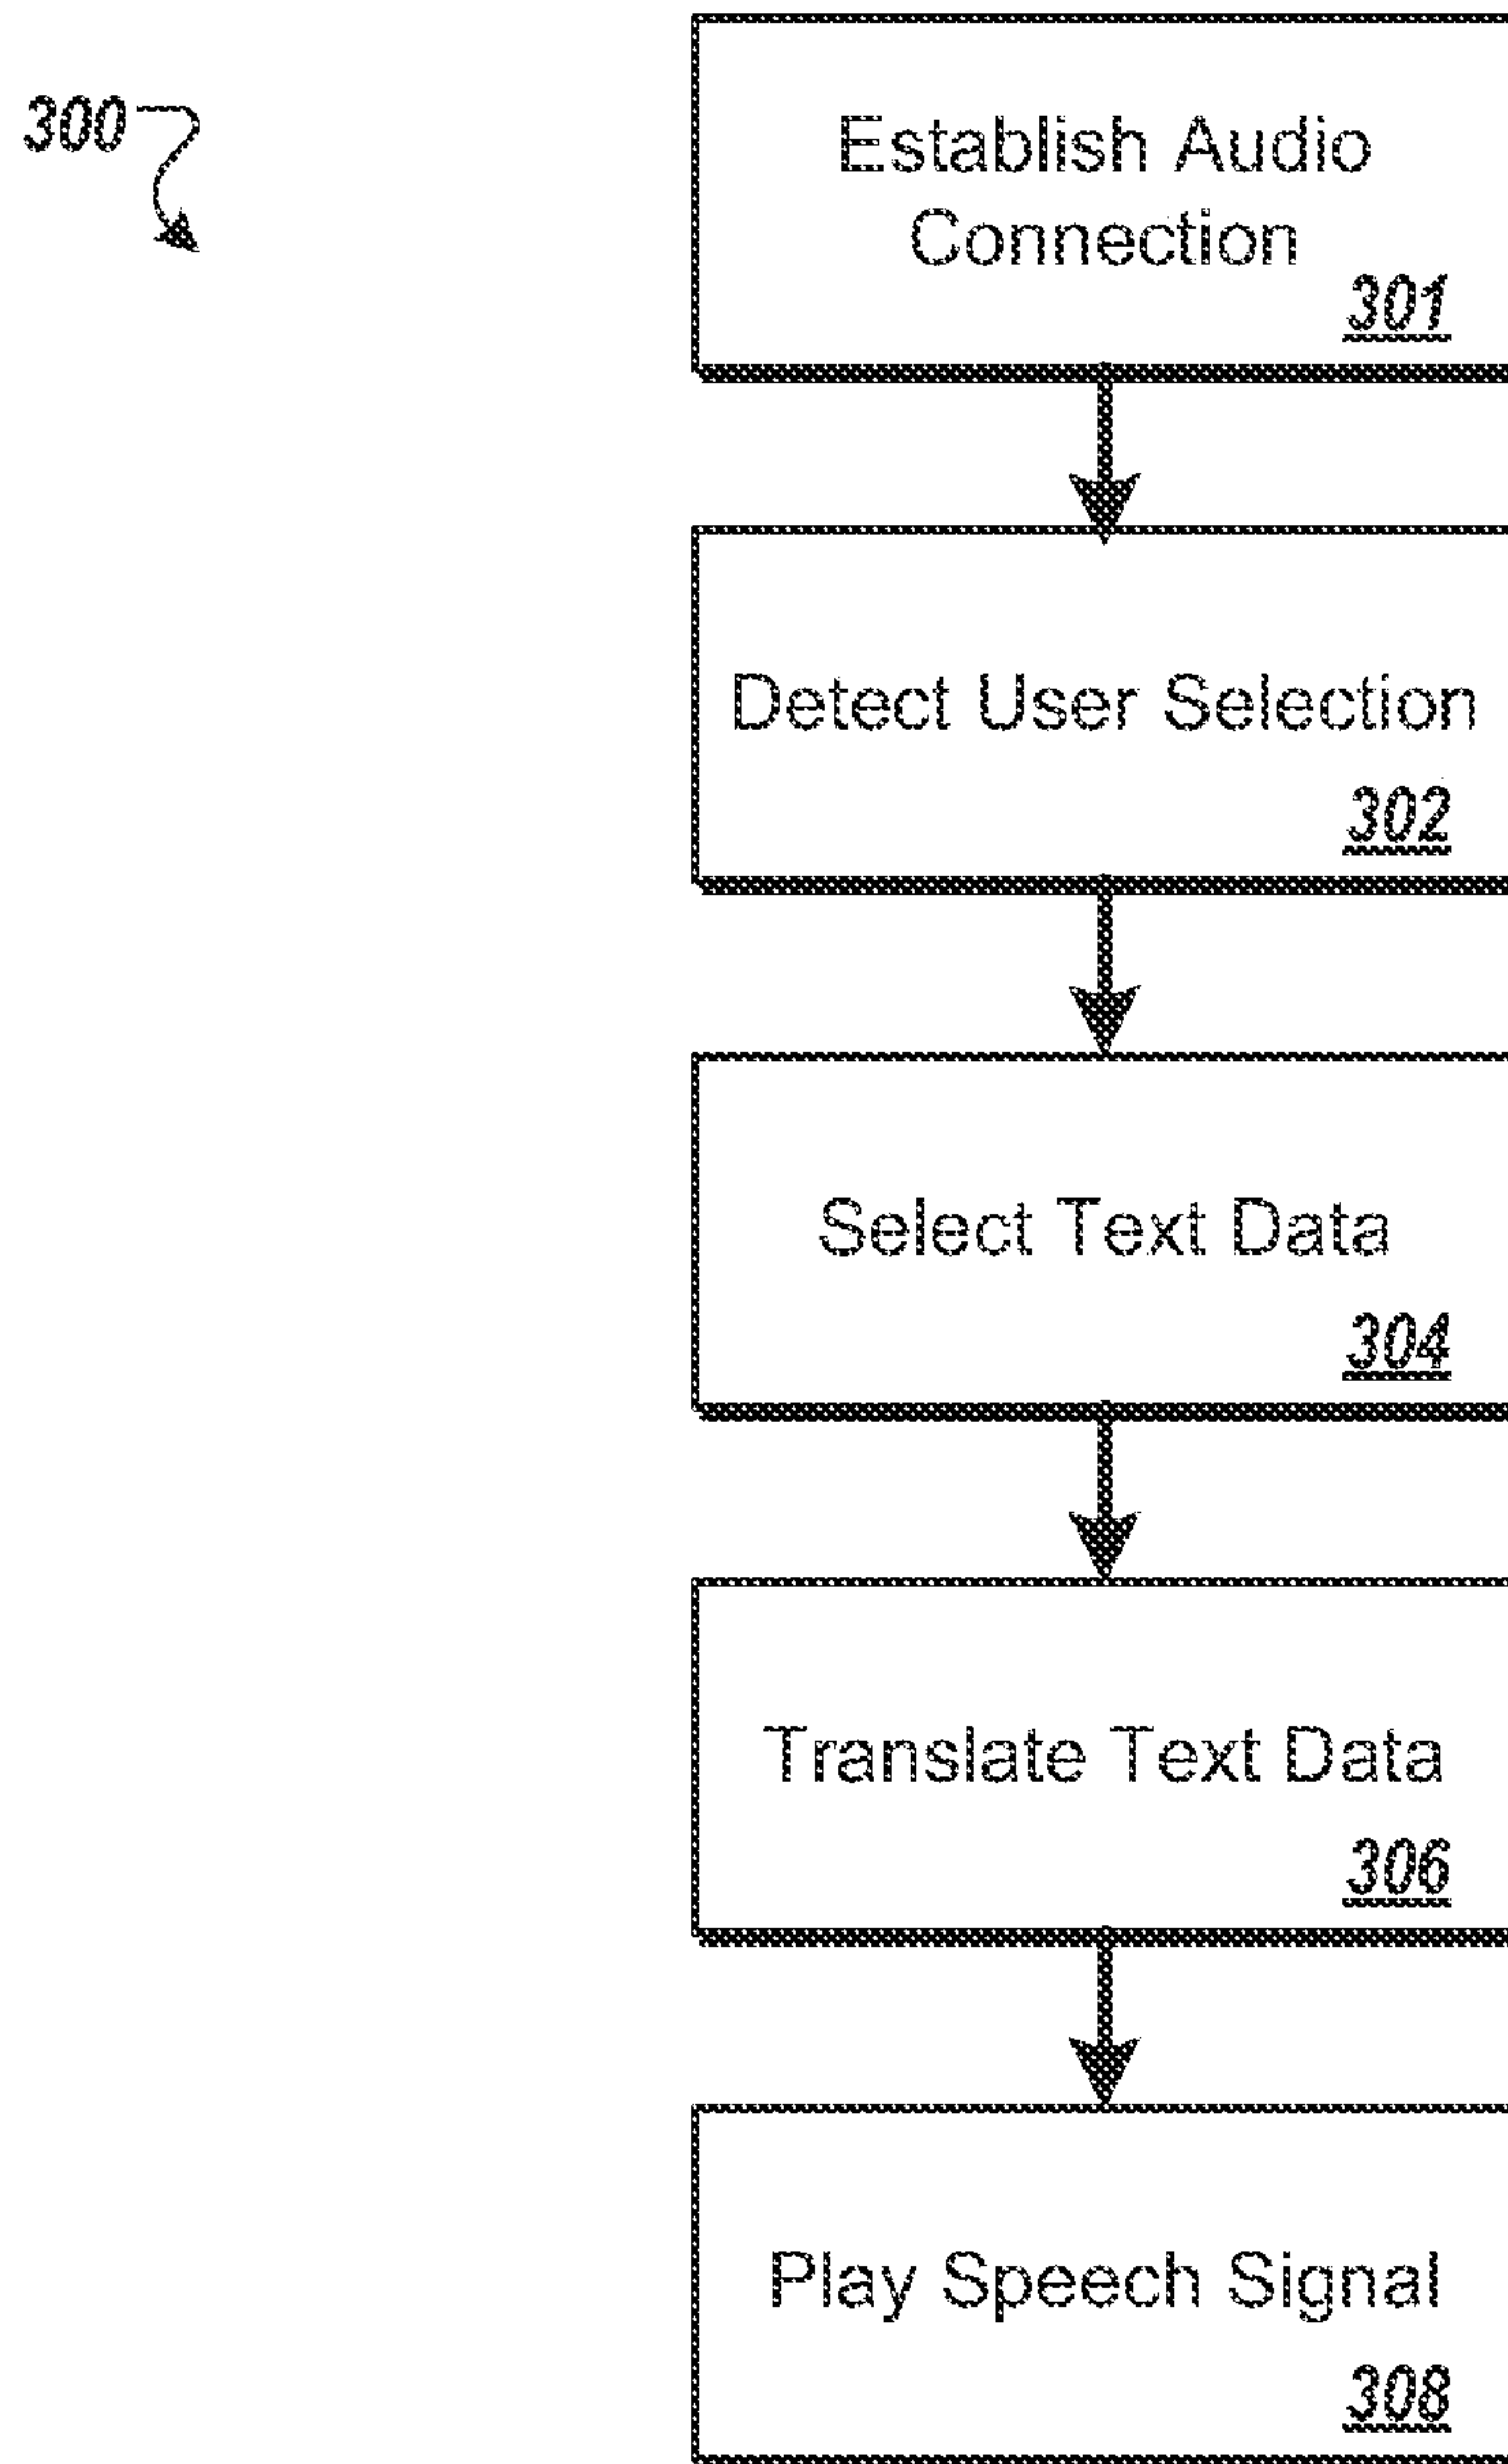 300
Establish Audio
Connection
301
Detect User Selection
302
Select Text Data
304
Translate Text Data
306
Play Speech Signal
308